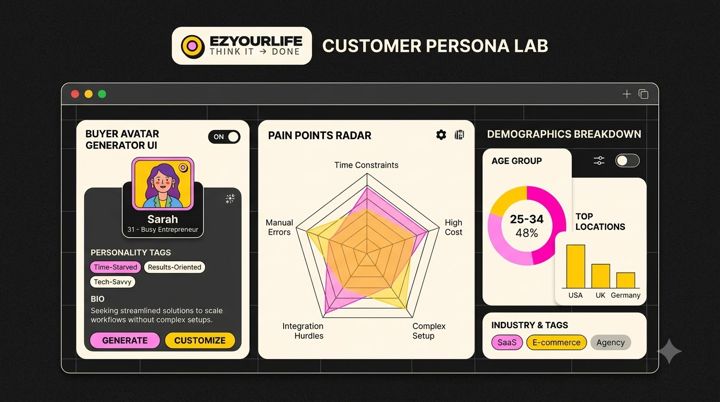 EZYOURLIFE
THINK IT → DONE
CUSTOMER PERSONA LAB
BUYER AVATAR
GENERATOR UI
ON
Sarah
31 - Busy Entrepreneur
PERSONALITY TAGS
Time-Starved
Results-Oriented
Tech-Savvy
BIO
Seeking streamlined solutions to scale
workflows without complex setups.
GENERATE
CUSTOMIZE
PAIN POINTS RADAR
Time Constraints
Manual
Errors
High
Cost
Integration
Hurdles
Complex
Setup
DEMOGRAPHICS BREAKDOWN
AGE GROUP
25-34
48%
TOP
LOCATIONS
USA
UK
Germany
INDUSTRY & TAGS
SaaS
E-commerce
Agency